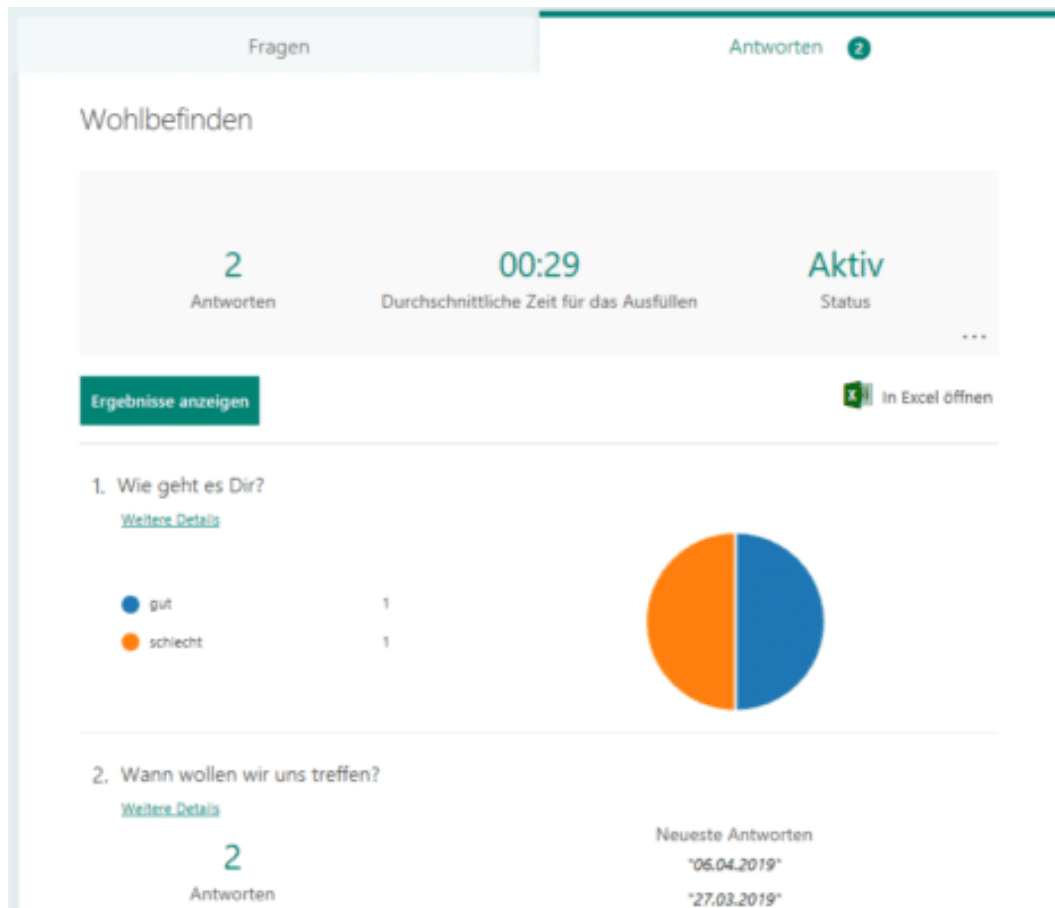 Fragen
Antworten 2
Wohlbefinden
2
00:29
Aktiv
Antworten
Durchschnittliche Zeit für das Ausfüllen
Status
...
Ergebnisse anzeigen
In Excel öffnen
1. Wie geht es Dir?
Weitere Details
gut 1
schlecht 1
2. Wann wollen wir uns treffen?
Weitere Details
2
Antworten
Neueste Antworten
"06.04.2019"
"27.03.2019"